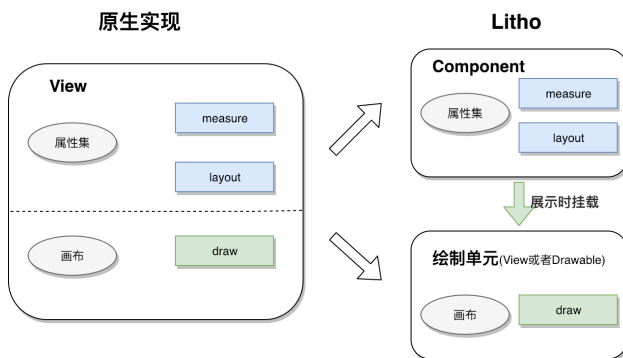 原生实现
Litho
View
属性集
measure
layout
画布
draw
Component
属性集
measure
layout
展示时挂载
绘制单元(View或者Drawable)
画布
draw